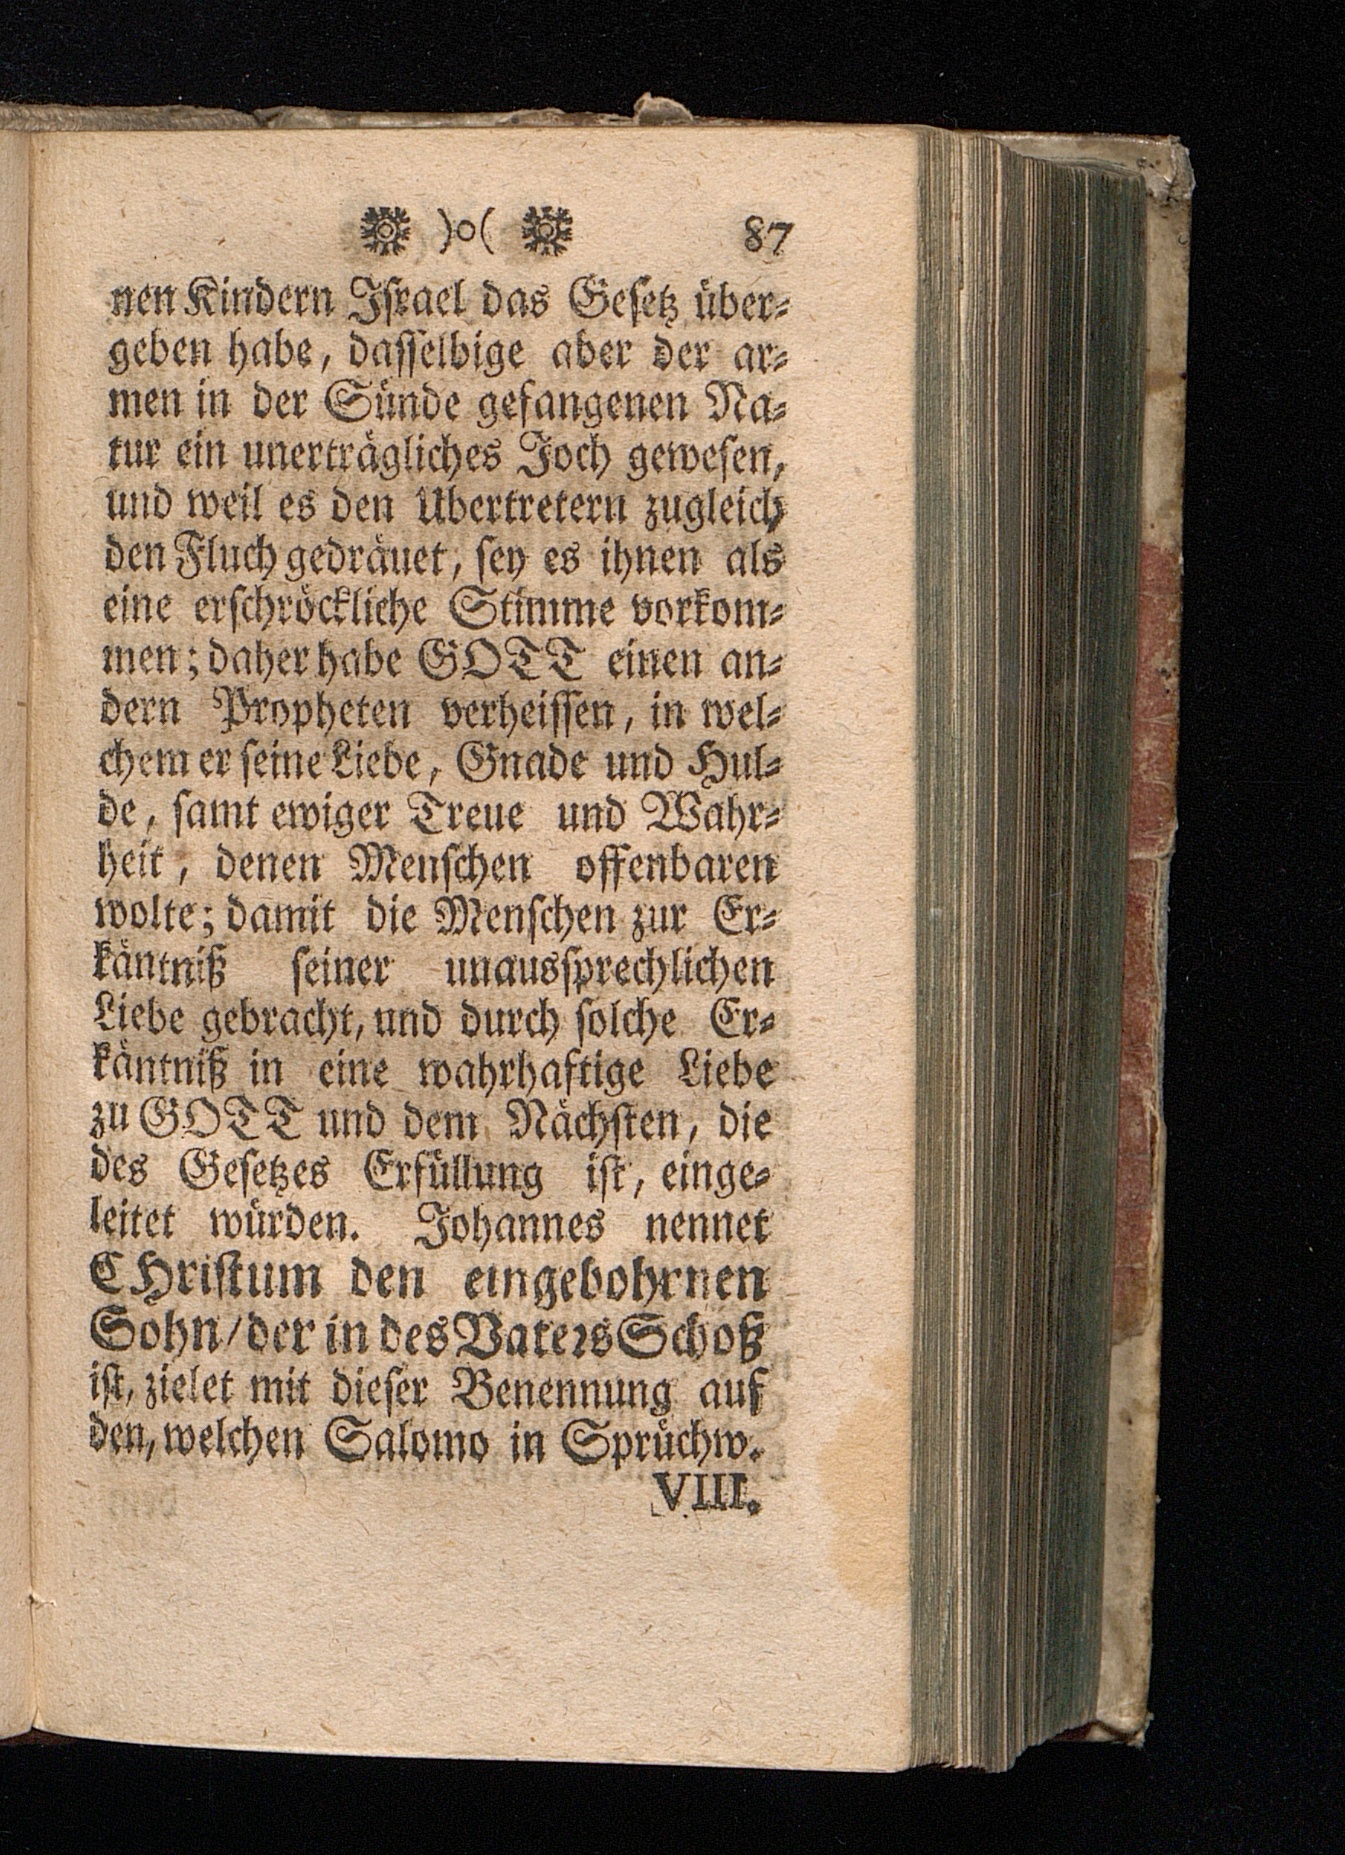 )o( 87
nen Kindern Iſrael das Geſetz über-
geben habe, daſſelbige aber der ar-
men in der Sünde gefangenen Na-
tur ein unerträgliches Joch geweſen,
und weil es den Ubertretern zugleich
den Fluch gedräuet, ſey es ihnen als
eine erſchröckliche Stimme vorkom-
men; daher habe GOTT einen an-
dern Propheten verheiſſen, in wel-
chem er ſeine Liebe, Gnade und Hul-
de, ſamt ewiger Treue und Wahr-
heit, denen Menſchen offenbaren
wolte; damit die Menſchen zur Er-
käntniß ſeiner unausſprechlichen
Liebe gebracht, und durch ſolche Er-
käntniß in eine wahrhaftige Liebe
zu GOTT und dem Nächſten, die
des Geſetzes Erfüllung iſt, einge-
leitet würden. Johannes nennet
CHriſtum den eingebohrnen
Sohn/ der in des Vaters Schoß
iſt, zielet mit dieſer Benennung auf
den, welchen Salomo in Sprüchw.
VIII.